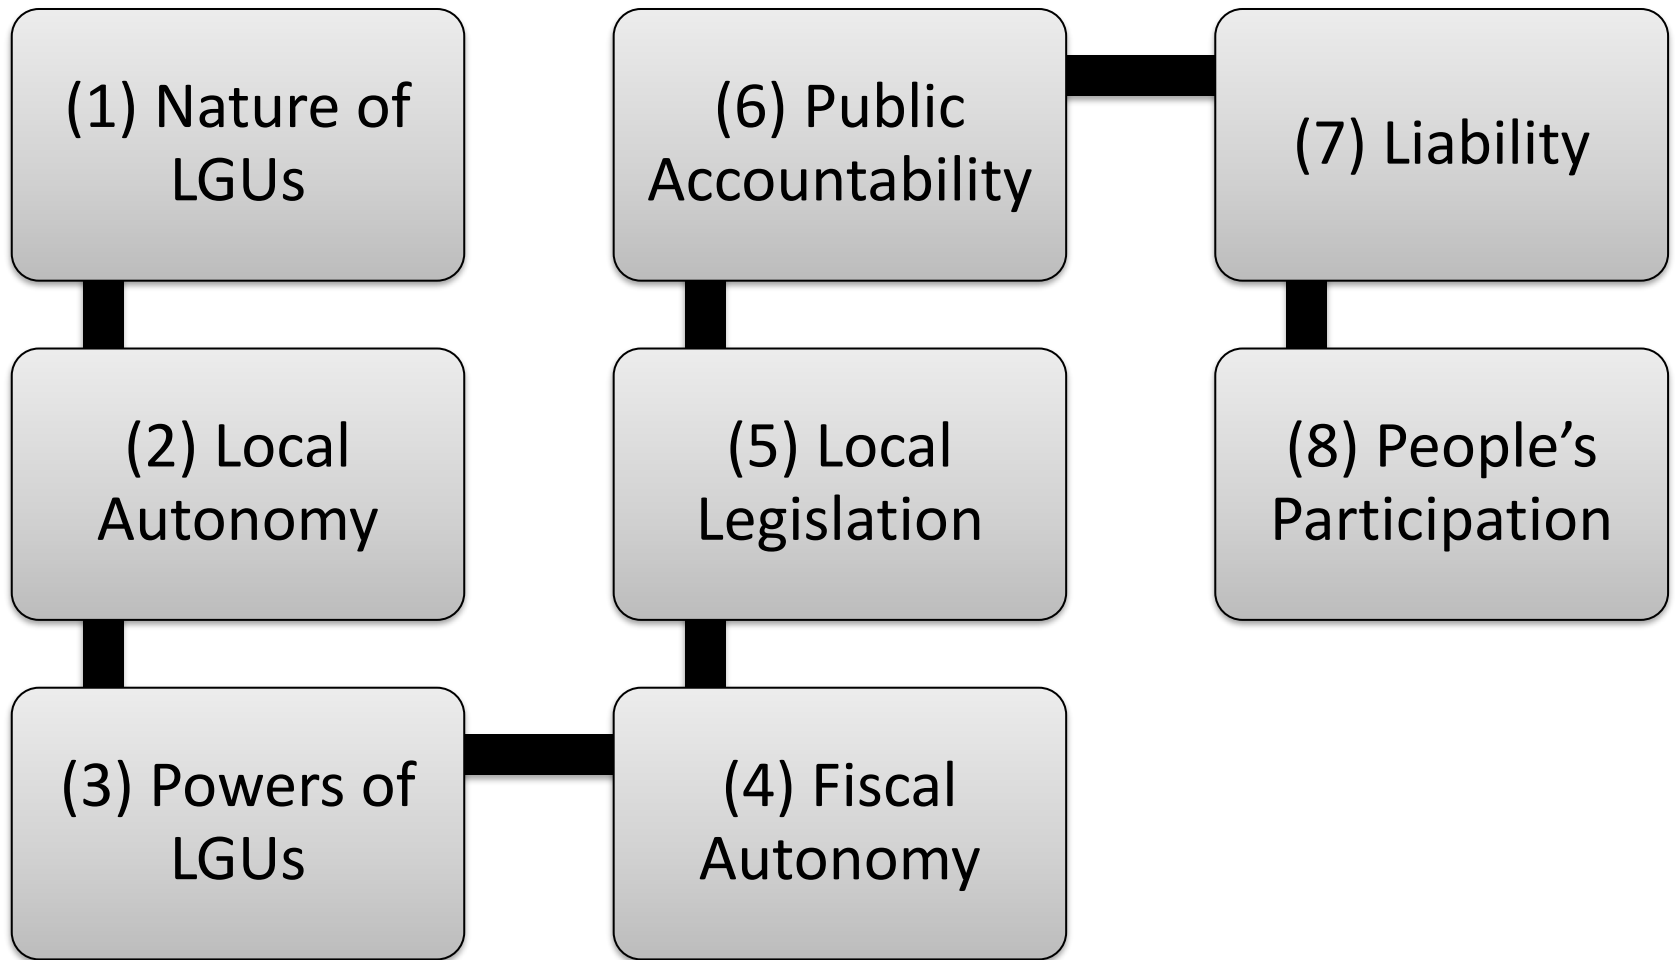 (1) Nature of
LGUs
(2) Local
Autonomy
(3) Powers of
LGUs
(4) Fiscal
Autonomy
(5) Local
Legislation
(6) Public
Accountability
(7) Liability
(8) People’s
Participation